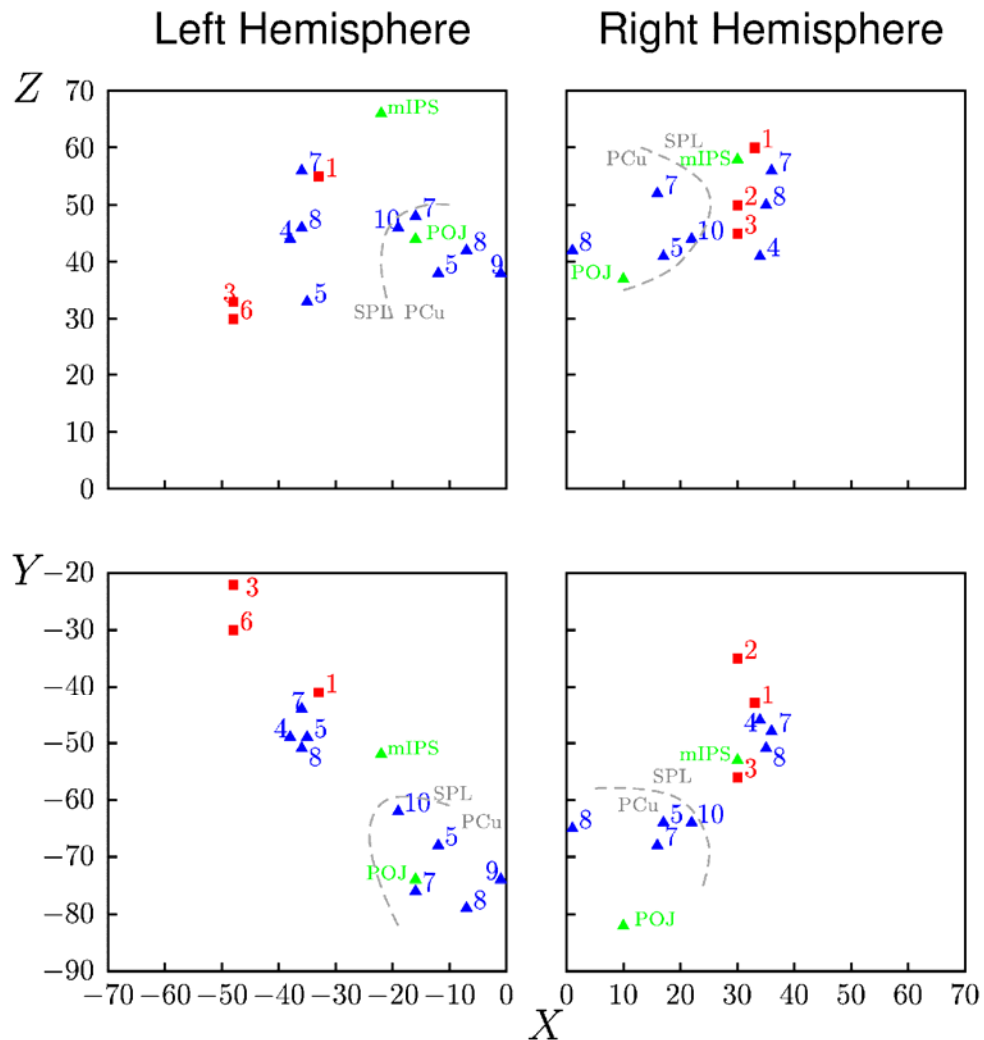 Left Hemisphere Right Hemisphere
Z 70 mIPS
60 SPL 1
PCu mIPS
7 1 7 7
50 7 2 8
10
4 8 POJ 3
10
40 8 8 5 4
5 9 POJ
3 5
30 6 SPL PCu
20
10
0
Y −20
3
−30 6
2
−40 1 1
7 4 7
4 5
−50 mIPS mIPS 8
8 3
−60 10 SPL SPL
PCu PCu
5 8 5 10
−70 7
POJ 7 9
8
−80 POJ
−90
−70 −60 −50 −40 −30 −20 −10 0 0 10 20 30 40 50 60 70
X